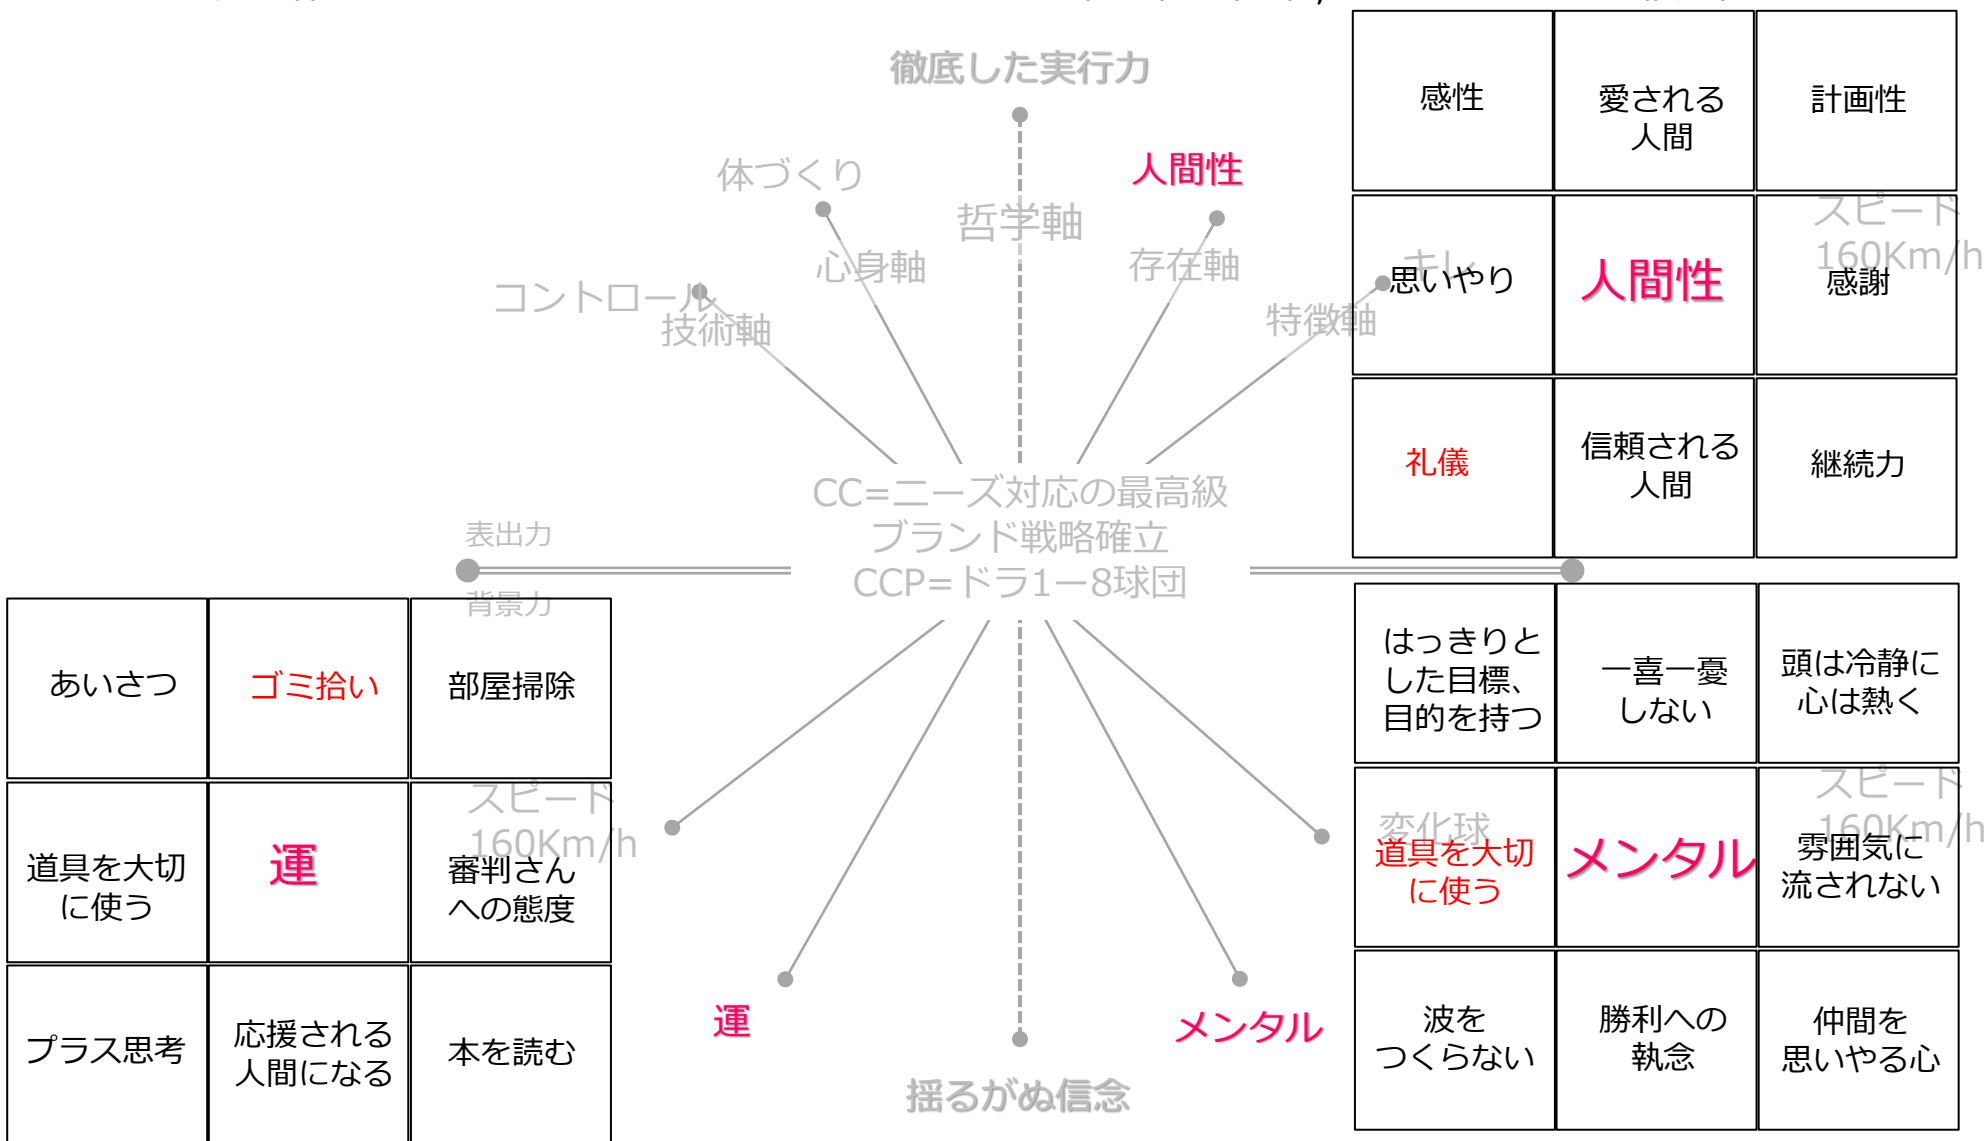 徹底した実行力
体づくり
人間性
哲学軸
心身軸
存在軸
コントロール
キレ
技術軸
特徴軸
CC=ニーズ対応の最高級
ブランド戦略確立
CCP=ドラ1ー8球団
表出力
背景力
感性
愛される
人間
計画性
スピード
160Km/h
思いやり
人間性
感謝
礼儀
信頼される
人間
継続力
あいさつ
ゴミ拾い
部屋掃除
スピード
160Km/h
道具を大切
に使う
運
審判さん
への態度
プラス思考
応援される
人間になる
本を読む
はっきりと
した目標、
目的を持つ
一喜一憂
しない
頭は冷静に
心は熱く
変化球
スピード
160Km/h
道具を大切
に使う
メンタル
雰囲気に
流されない
波を
つくらない
勝利への
執念
仲間を
思いやる心
運
メンタル
揺るがぬ信念